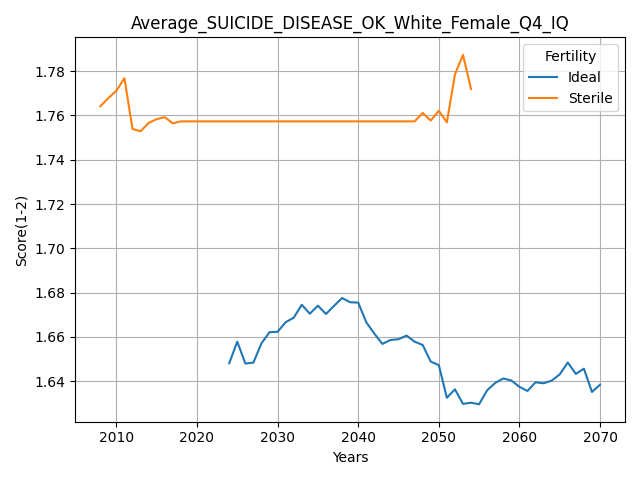 Average_SUICIDE_DISEASE_OK_White_Female_Q4_IQ
Fertility
Ideal
Sterile
Score(1-2)
1.78
1.76
1.74
1.72
1.70
1.68
1.66
1.64
2010 2020 2030 2040 2050 2060 2070
Years